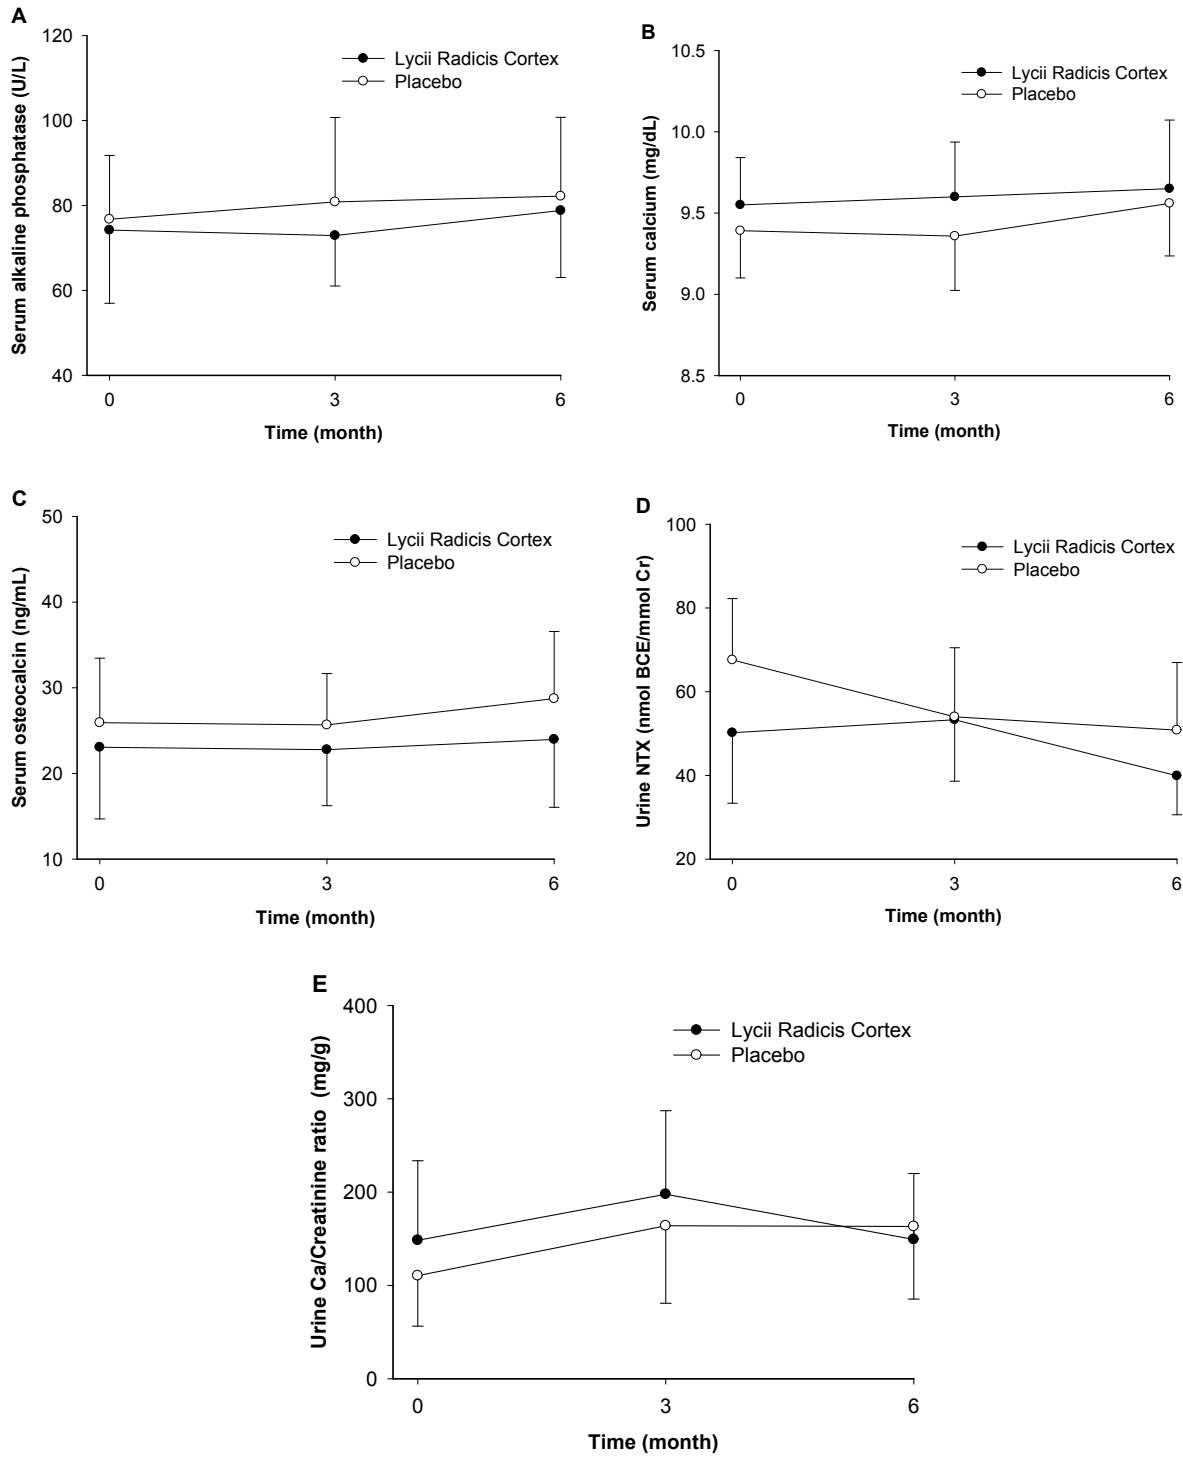 A
Serum alkaline phosphatase (U/L)
120
100
80
60
40
Lycii Radicis Cortex
Placebo
0 3 6
Time (month)
B
Serum calcium (mg/dL)
10.5
10.0
9.5
9.0
8.5
Lycii Radicis Cortex
Placebo
0 3 6
Time (month)
C
Serum osteocalcin (ng/mL)
50
40
30
20
10
Lycii Radicis Cortex
Placebo
0 3 6
Time (month)
D
Urine NTX (nmol BCE/mmol Cr)
100
80
60
40
20
Lycii Radicis Cortex
Placebo
0 3 6
Time (month)
E
Urine Ca/Creatinine ratio (mg/g)
400
300
200
100
0
Lycii Radicis Cortex
Placebo
0 3 6
Time (month)